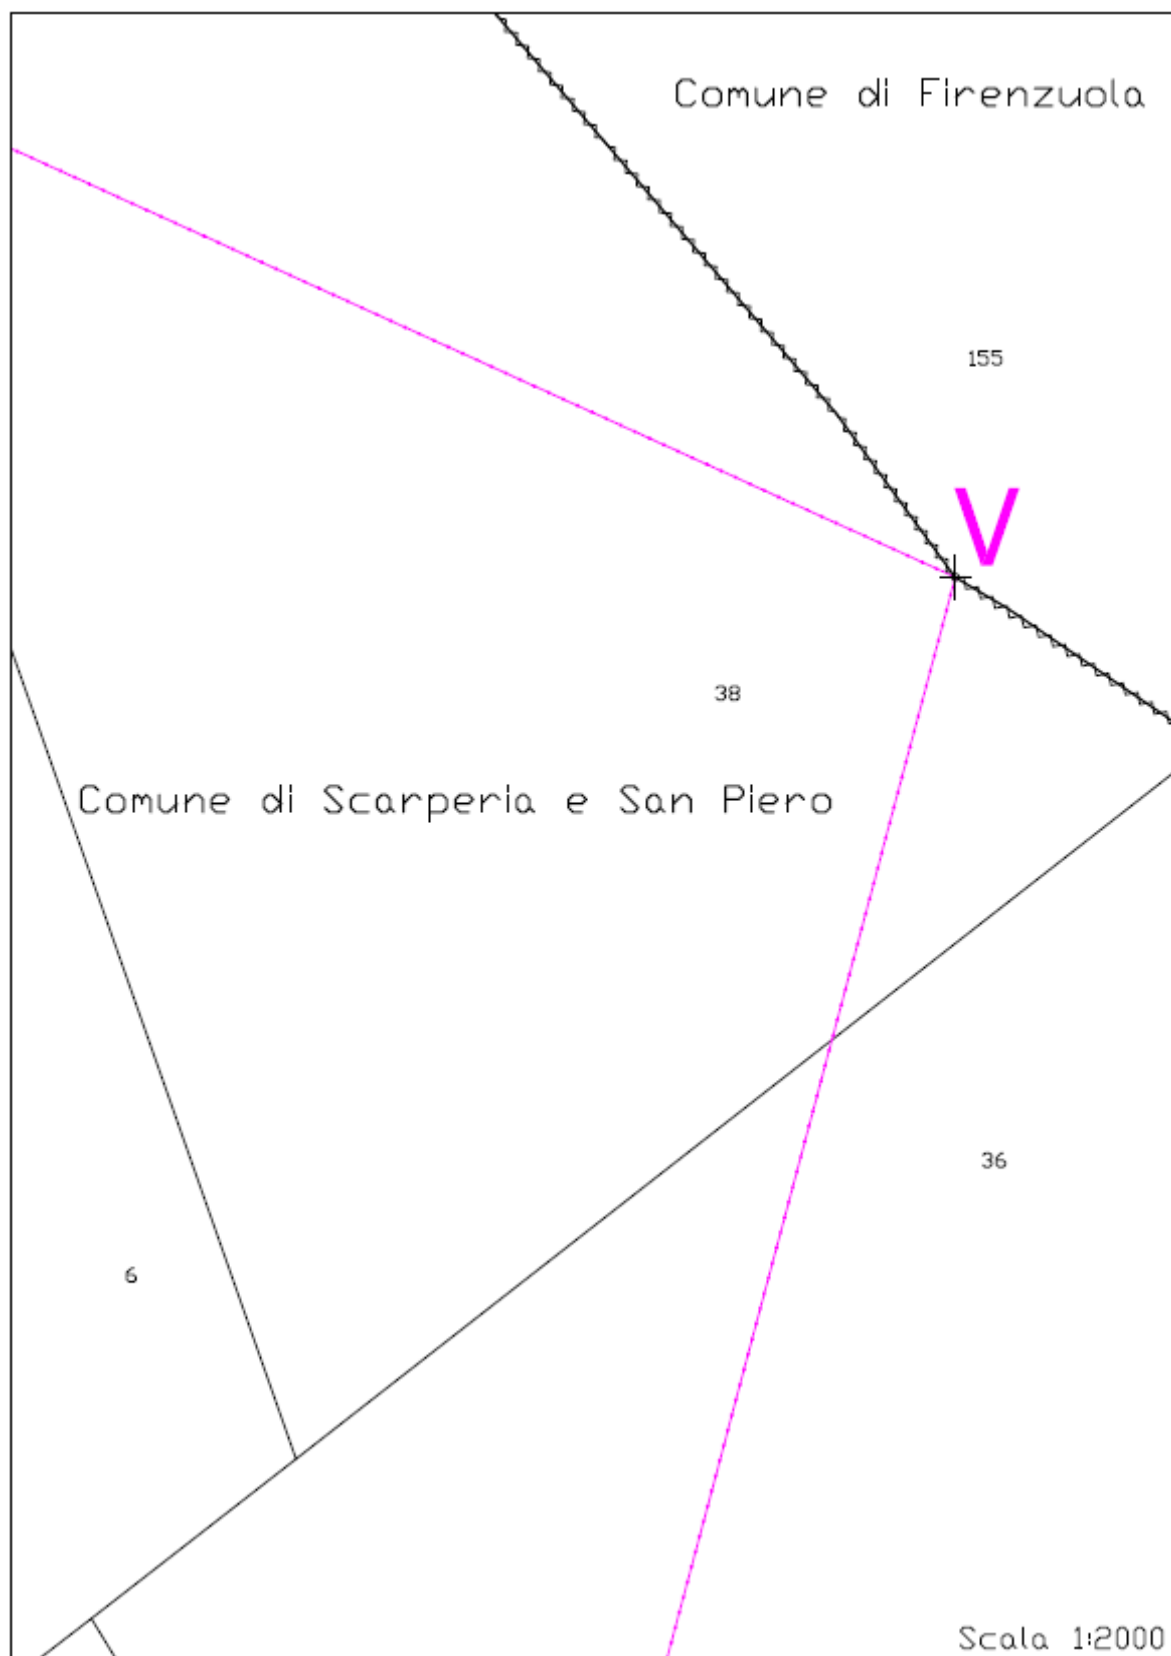 Comune di Firenzuola
155
V
38
Comune di Scarperia e San Piero
36
6
Scala 1:2000